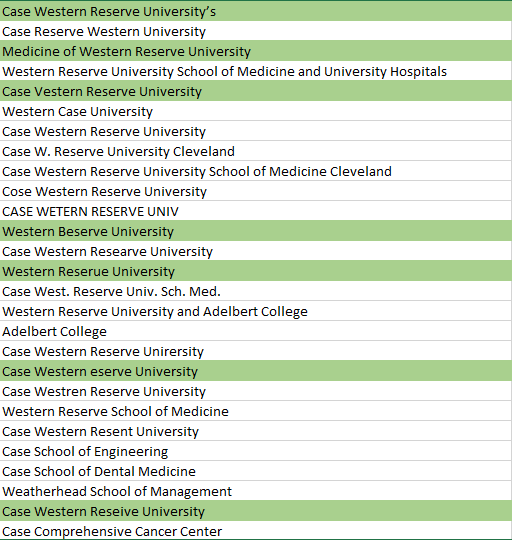 Case Western Reserve University’s
Case Reserve Western University
Medicine of Western Reserve University
Western Reserve University School of Medicine and University Hospitals
Case Vestern Reserve University
Western Case University
Case Western Reserve University
Case W. Reserve University Cleveland
Case Western Reserve University School of Medicine Cleveland
Cose Western Reserve University
CASE WETERN RESERVE UNIV
Western Beserve University
Case Western Researve University
Western Reserue University
Case West. Reserve Univ. Sch. Med.
Western Reserve University and Adelbert College
Adelbert College
Case Western Reserve Unirersity
Case Western eserve University
Case Westren Reserve University
Western Reserve School of Medicine
Case Western Resent University
Case School of Engineering
Case School of Dental Medicine
Weatherhead School of Management
Case Western Reseive University
Case Comprehensive Cancer Center